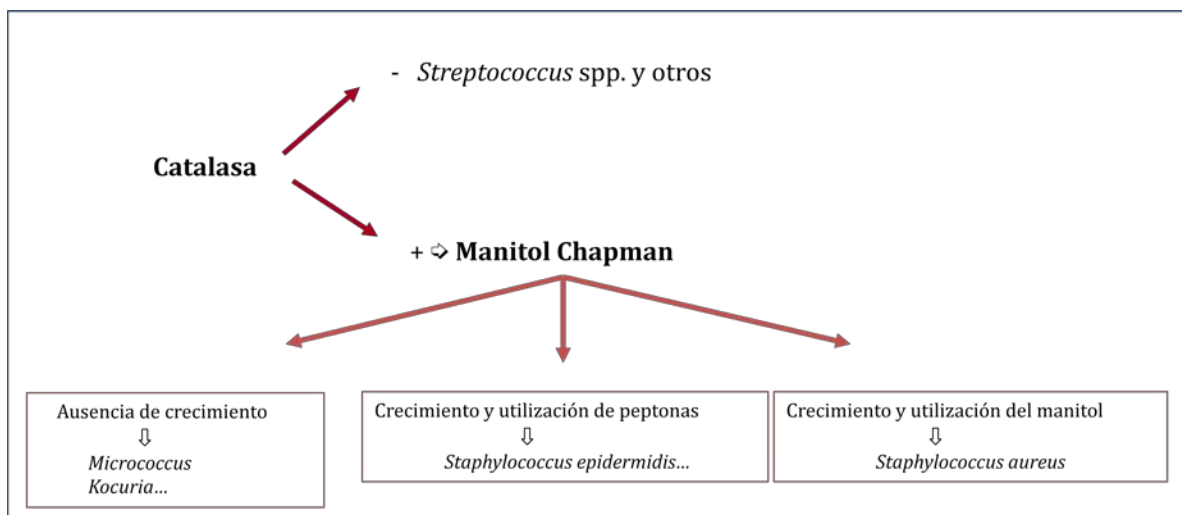 - Streptococcus spp. y otros
Catalasa
+ ➩ Manitol Chapman
Ausencia de crecimiento
⇩
Micrococcus
Kocuria…
Crecimiento y utilización de peptonas
⇩
Staphylococcus epidermidis…
Crecimiento y utilización del manitol
⇩
Staphylococcus aureus